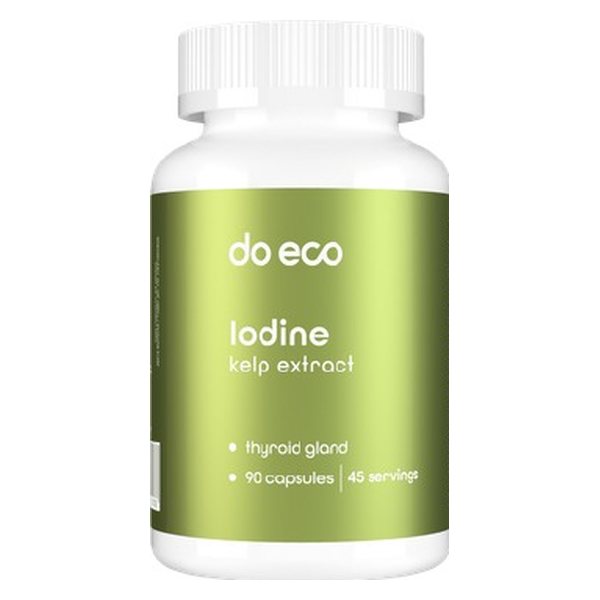 do eco
Iodine
kelp extract
• thyroid gland
• 90 capsules | 45 servings